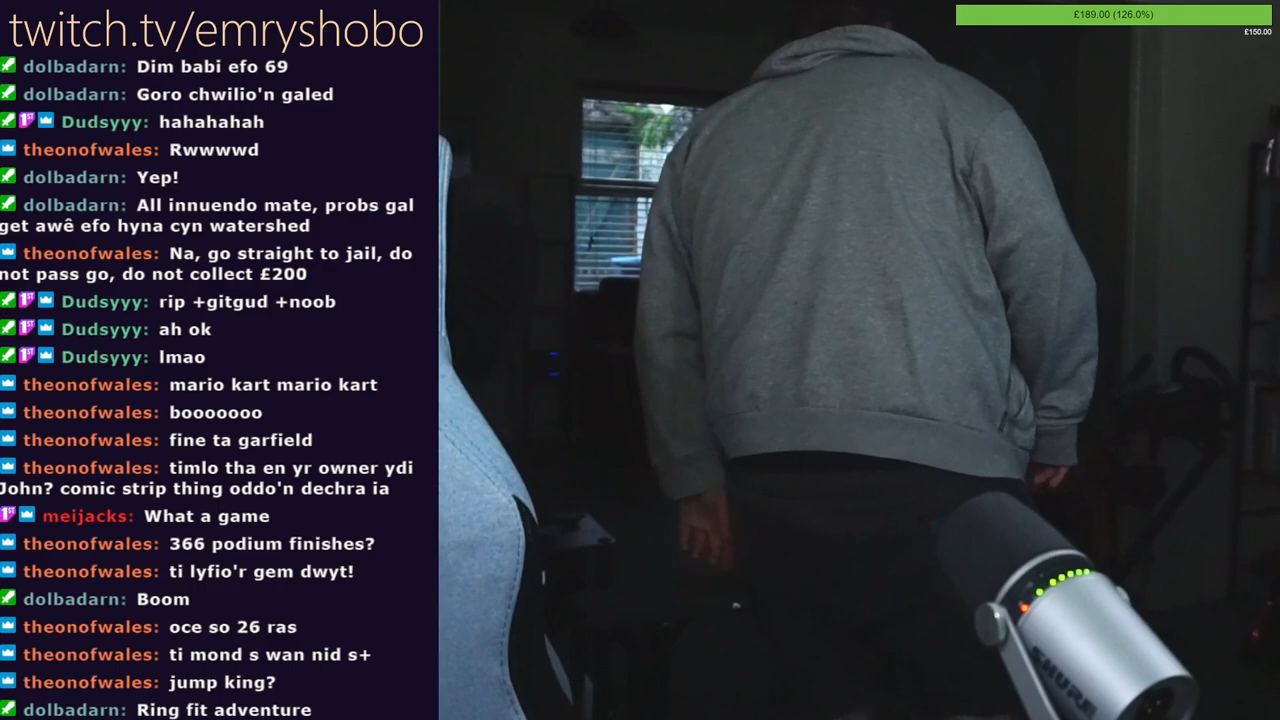 twitch.tv/emryshobo
£189.00 (126.0%)
£150.00
dolbadarn: Dim babi efo 69
dolbadarn: Goro chwilio'n galed
Dudsyyy: hahahahah
theonofwales: Rwwwwd
dolbadarn: Yep!
dolbadarn: All innuendo mate, probs gal
get awê efo hyna cyn watershed
theonofwales: Na, go straight to jail, do
not pass go, do not collect £200
Dudsyyy: rip +gitgud +noob
Dudsyyy: ah ok
Dudsyyy: lmao
theonofwales: mario kart mario kart
theonofwales: booooooo
theonofwales: fine ta garfield
theonofwales: timlo tha en yr owner ydi
John? comic strip thing oddo'n dechra ia
meijacks: What a game
theonofwales: 366 podium finishes?
theonofwales: ti lyfio'r gem dwyt!
dolbadarn: Boom
theonofwales: oce so 26 ras
theonofwales: ti mond s wan nid s+
theonofwales: jump king?
dolbadarn: Ring fit adventure
SHURE